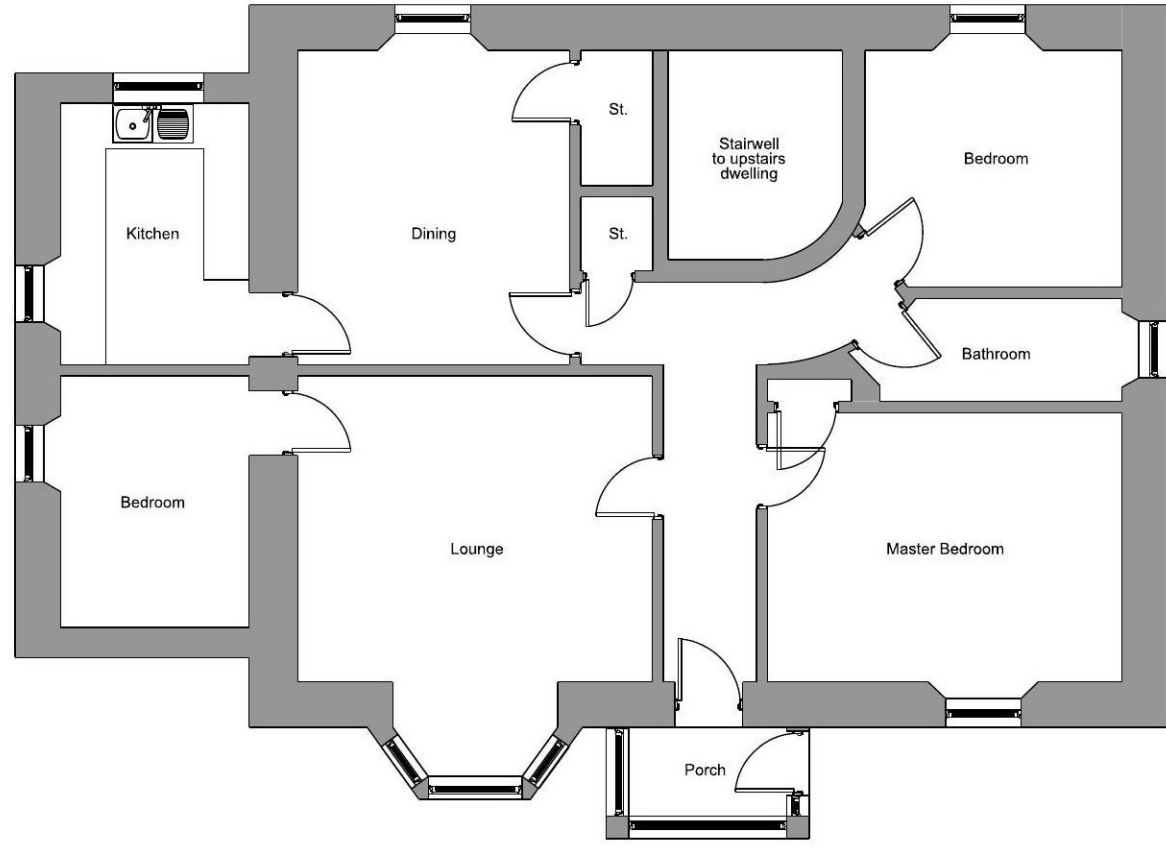 St.
Stairwell
to upstairs
dwelling
Bedroom
Kitchen
Dining
St.
Bathroom
Bedroom
Lounge
Master Bedroom
Porch